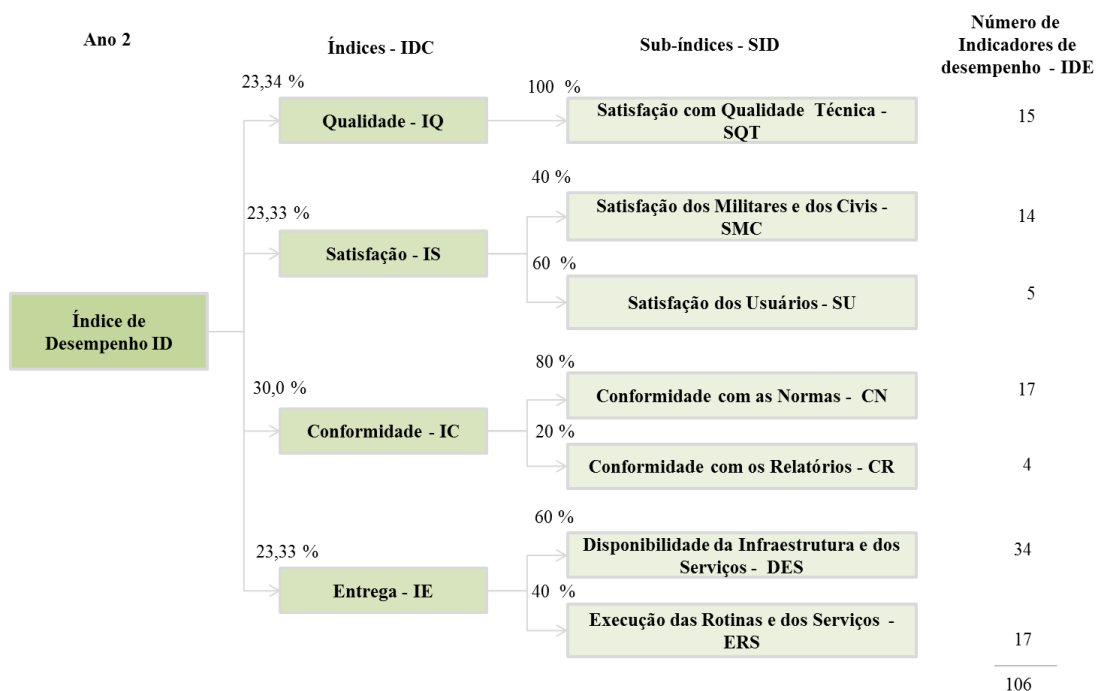 Ano 2
Índices - IDC
Sub-índices - SID
Número de
Indicadores de
desempenho - IDE
Índice de
Desempenho ID
23,34 %
Qualidade - IQ
100 %
Satisfação com Qualidade Técnica -
SQT
15
23,33 %
Satisfação - IS
40 %
Satisfação dos Militares e dos Civis -
SMC
14
60 %
Satisfação dos Usuários - SU
5
30,0 %
Conformidade - IC
80 %
Conformidade com as Normas - CN
17
20 %
Conformidade com os Relatórios - CR
4
23,33 %
Entrega - IE
60 %
Disponibilidade da Infraestrutura e dos
Serviços - DES
34
40 %
Execução das Rotinas e dos Serviços -
ERS
17
106